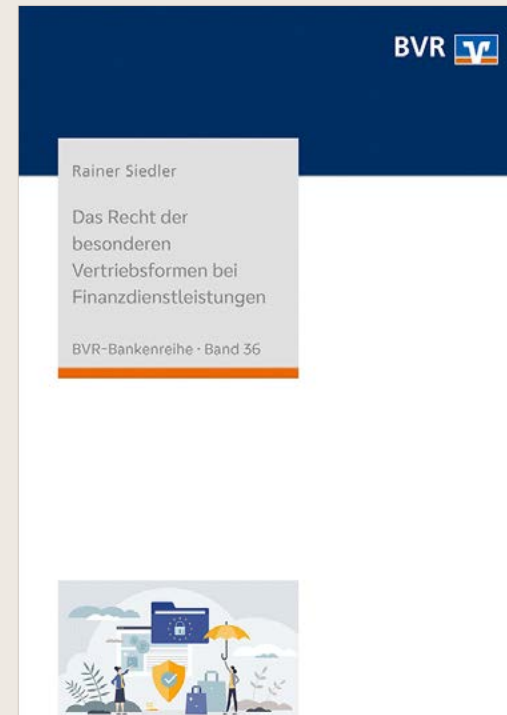 BVR
Rainer Siedler
Das Recht der
besonderen
Vertriebsformen bei
Finanzdienstleistungen
BVR-Bankenreihe · Band 36